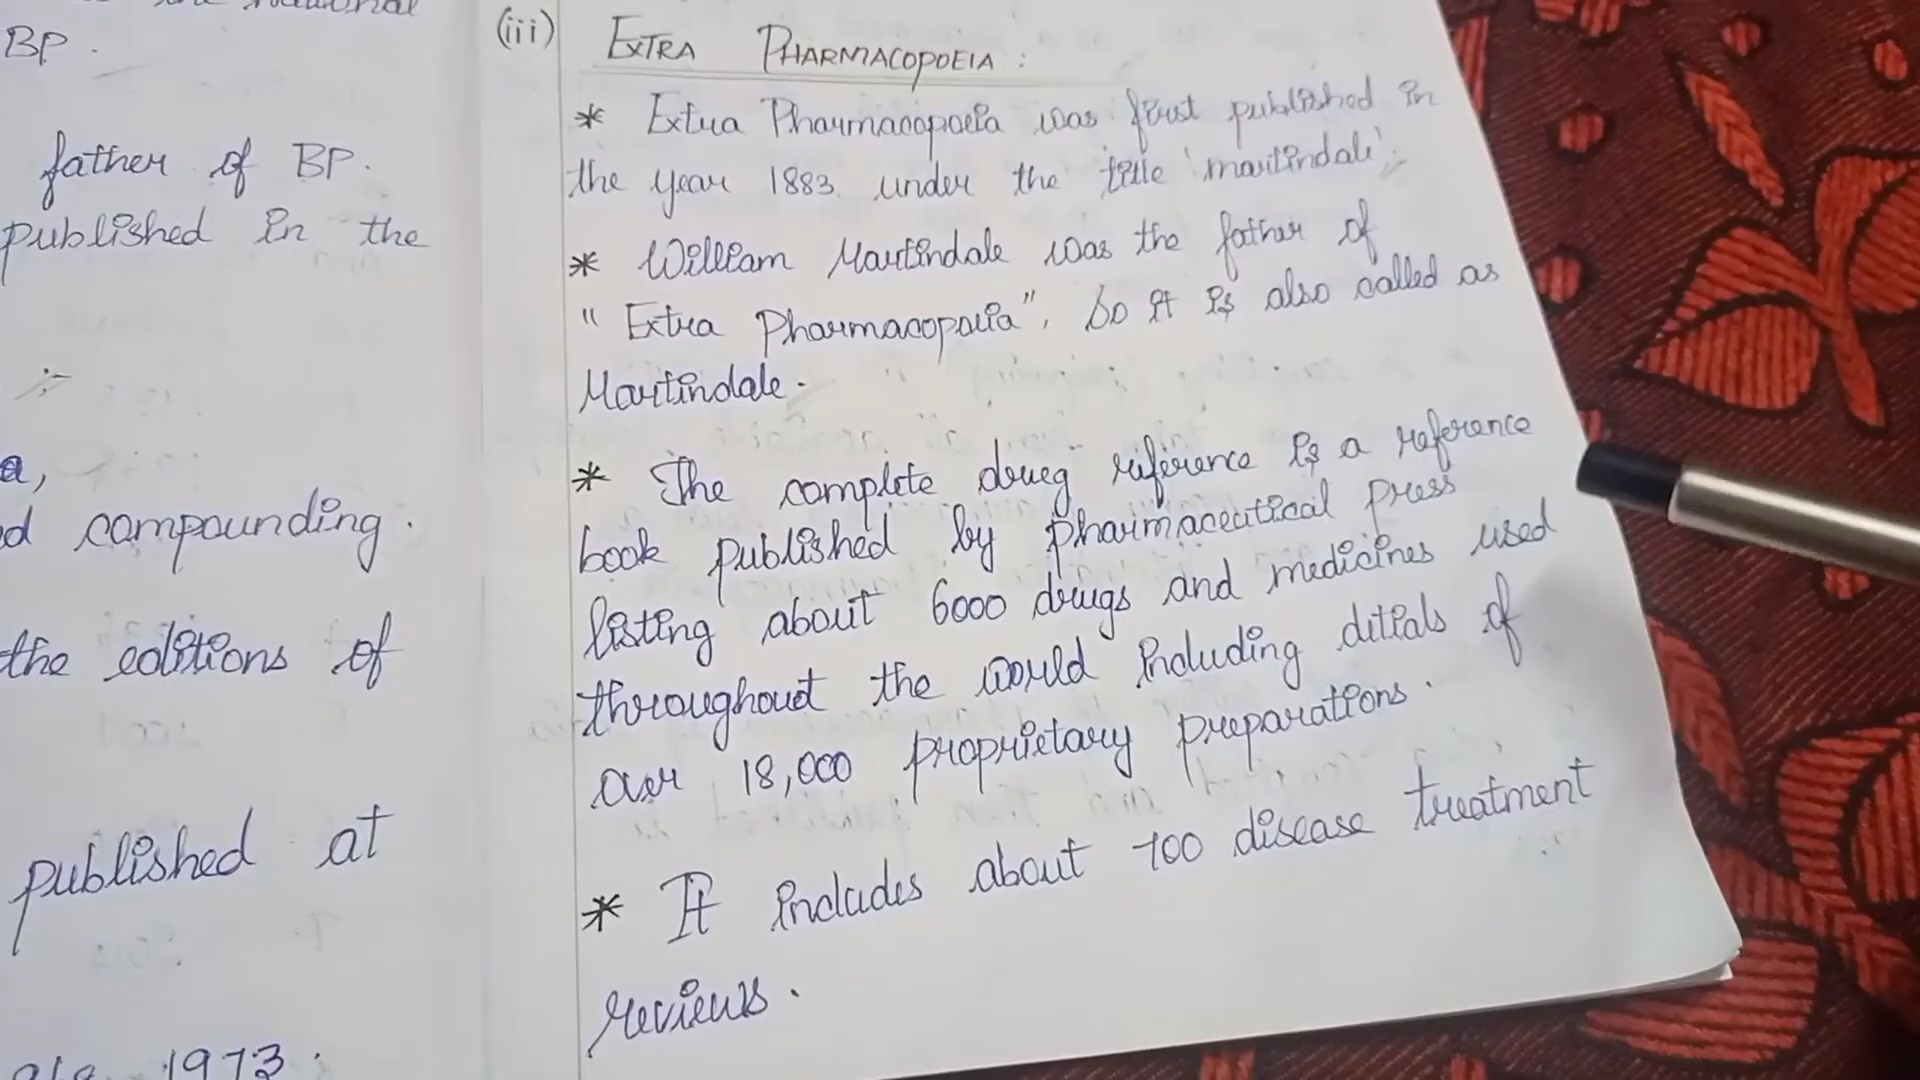 BP.
father of BP.
published in the
:-
a,
d compounding.
the editions of
published at
1973.
(iii) EXTRA PHARMACOPOEIA :
* Extra Pharmacopoeia was first published in
the year 1883 under the title 'martindale'.
* William Martindale was the father of
" Extra Pharmacopoeia", So it is also called as
Martindale.
* The complete drug reference is a reference
book published by pharmaceutical press
listing about 6000 drugs and medicines used
throughout the world including ditials of
over 18,000 proprietary preparations.
* It includes about 700 disease treatment
reviews.